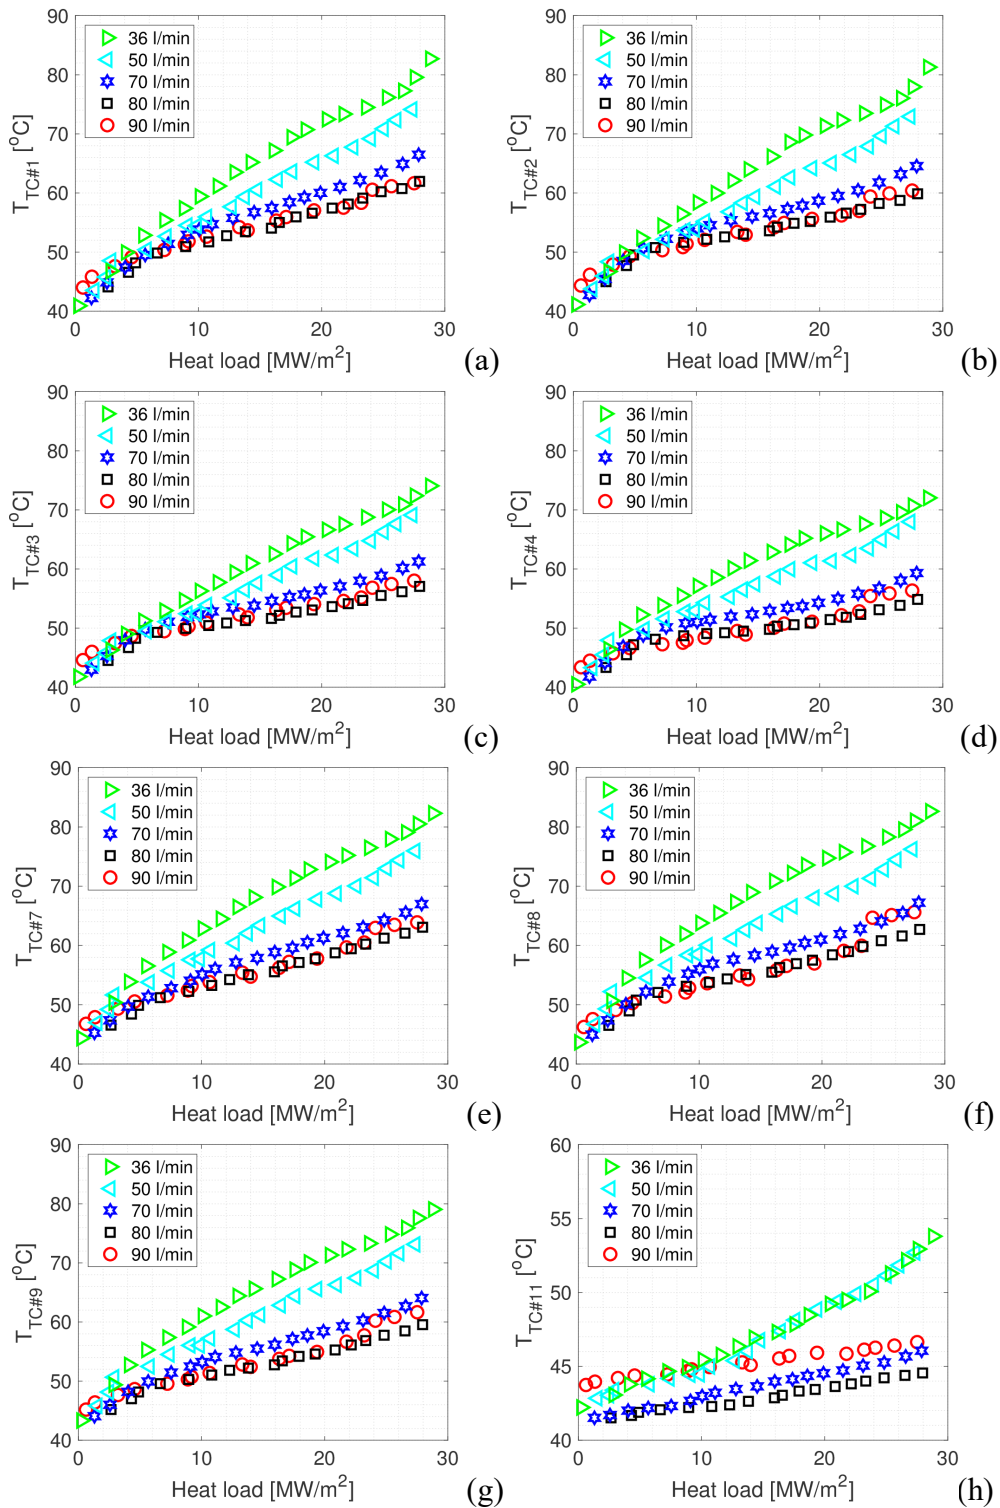 90
80
70
60
50
40
T_TC#1 [°C]
36 l/min
50 l/min
70 l/min
80 l/min
90 l/min
0 10 20 30
Heat load [MW/m²]
(a)
90
80
70
60
50
40
T_TC#2 [°C]
36 l/min
50 l/min
70 l/min
80 l/min
90 l/min
0 10 20 30
Heat load [MW/m²]
(b)
90
80
70
60
50
40
T_TC#3 [°C]
36 l/min
50 l/min
70 l/min
80 l/min
90 l/min
0 10 20 30
Heat load [MW/m²]
(c)
90
80
70
60
50
40
T_TC#4 [°C]
36 l/min
50 l/min
70 l/min
80 l/min
90 l/min
0 10 20 30
Heat load [MW/m²]
(d)
90
80
70
60
50
40
T_TC#7 [°C]
36 l/min
50 l/min
70 l/min
80 l/min
90 l/min
0 10 20 30
Heat load [MW/m²]
(e)
90
80
70
60
50
40
T_TC#8 [°C]
36 l/min
50 l/min
70 l/min
80 l/min
90 l/min
0 10 20 30
Heat load [MW/m²]
(f)
90
80
70
60
50
40
T_TC#9 [°C]
36 l/min
50 l/min
70 l/min
80 l/min
90 l/min
0 10 20 30
Heat load [MW/m²]
(g)
60
55
50
45
40
T_TC#11 [°C]
36 l/min
50 l/min
70 l/min
80 l/min
90 l/min
0 10 20 30
Heat load [MW/m²]
(h)